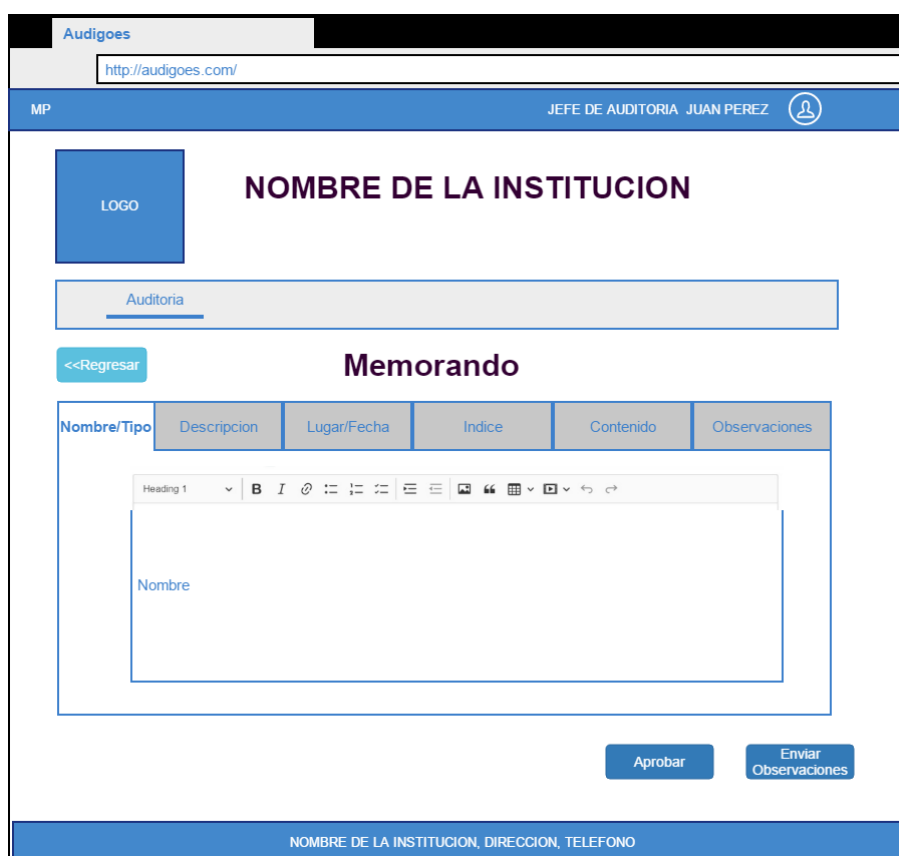 Audigoes
http://audigoes.com/
MP
JEFE DE AUDITORIA JUAN PEREZ
LOGO
NOMBRE DE LA INSTITUCION
Auditoria
<<Regresar
Memorando
Nombre/Tipo
Descripcion
Lugar/Fecha
Indice
Contenido
Observaciones
Heading 1
B I
Nombre
Aprobar
Enviar
Observaciones
NOMBRE DE LA INSTITUCION, DIRECCION, TELEFONO